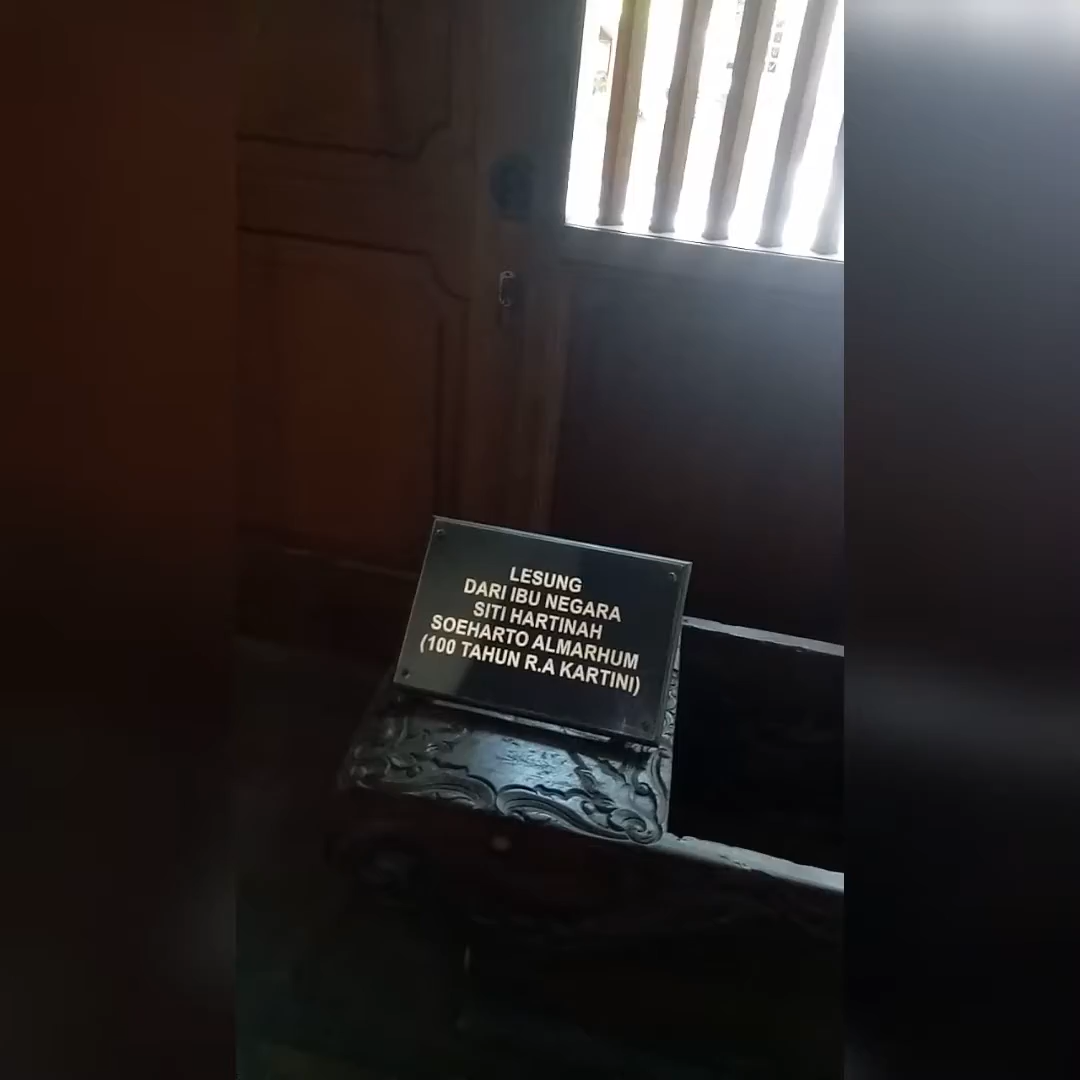 LESUNG
DARI IBU NEGARA
SITI HARTINAH
SOEHARTO ALMARHUM
(100 TAHUN R.A KARTINI)